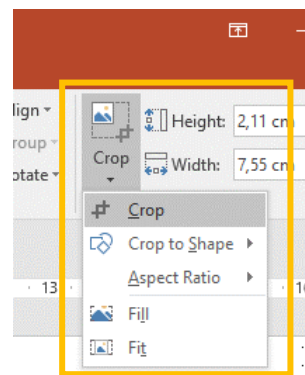 lign
Height: 2,11 cm
roup
Crop
Width: 7,55 cm
otate
Crop
Crop to Shape
Aspect Ratio
13
Fill
Fit